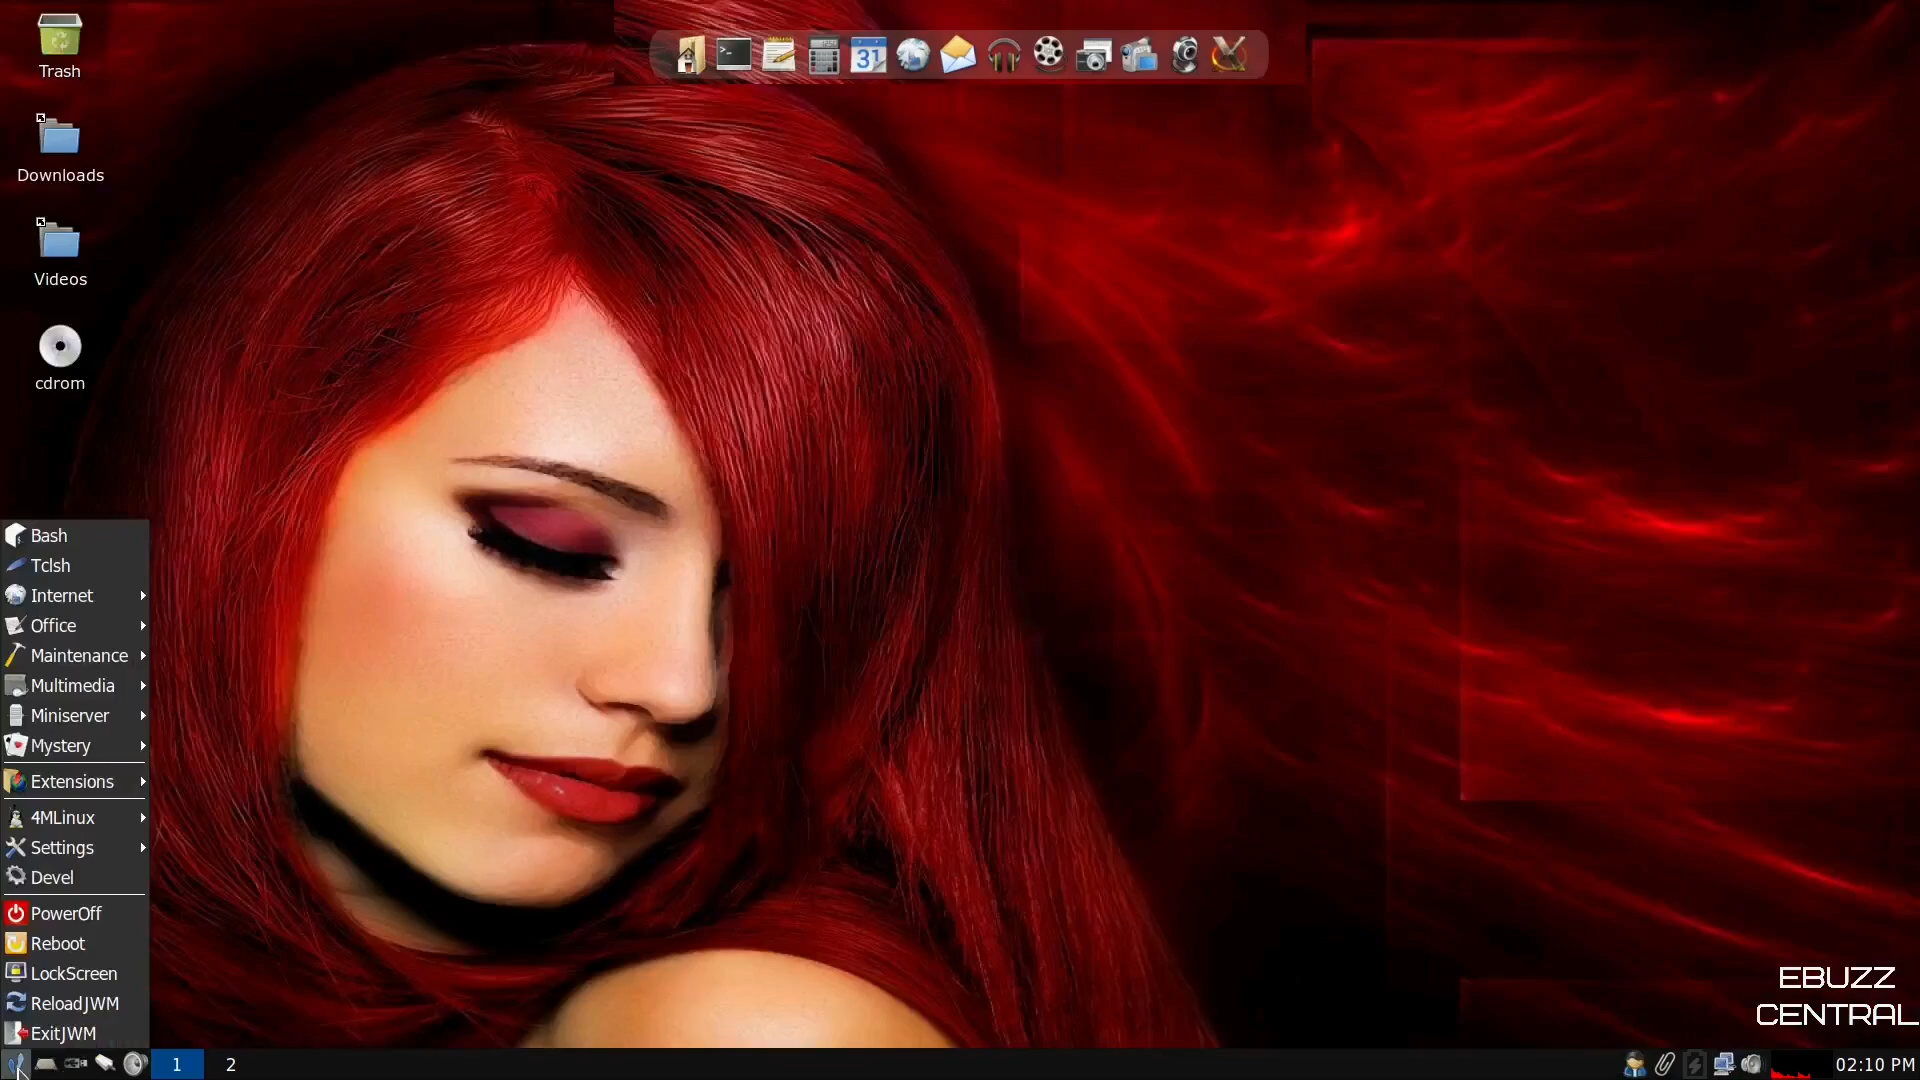 Trash
Downloads
Videos
cdrom
31
Bash
Tclsh
Internet
Office
Maintenance
Multimedia
Miniserver
Mystery
Extensions
4MLinux
Settings
Devel
PowerOff
Reboot
LockScreen
ReloadJWM
ExitJWM
EBUZZ
CENTRAL
1 2 02:10 PM